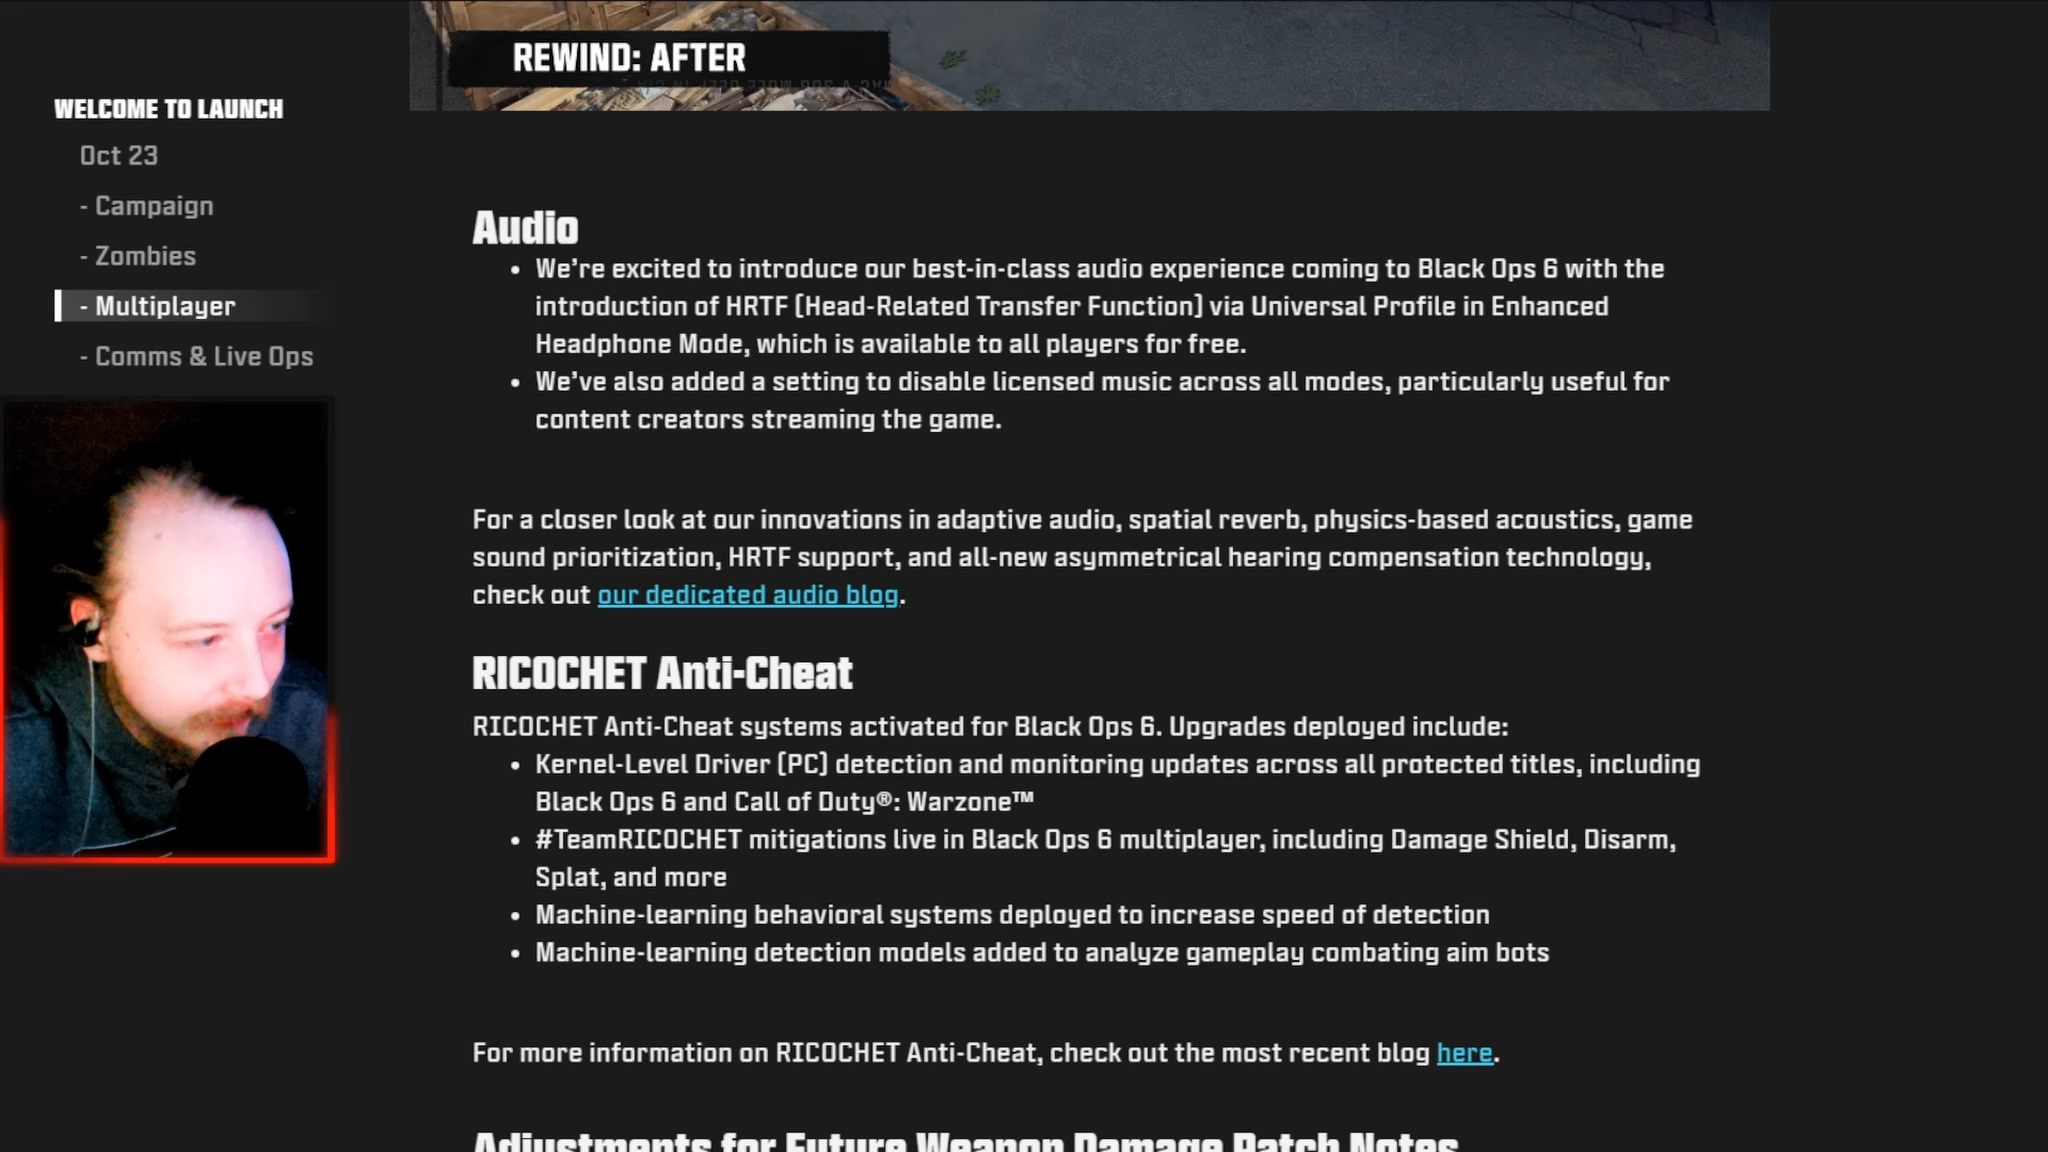 REWIND: AFTER
WELCOME TO LAUNCH
Oct 23
- Campaign
- Zombies
- Multiplayer
- Comms & Live Ops
Audio
• We’re excited to introduce our best-in-class audio experience coming to Black Ops 6 with the
introduction of HRTF (Head-Related Transfer Function) via Universal Profile in Enhanced
Headphone Mode, which is available to all players for free.
• We’ve also added a setting to disable licensed music across all modes, particularly useful for
content creators streaming the game.
For a closer look at our innovations in adaptive audio, spatial reverb, physics-based acoustics, game
sound prioritization, HRTF support, and all-new asymmetrical hearing compensation technology,
check out our dedicated audio blog.
RICOCHET Anti-Cheat
RICOCHET Anti-Cheat systems activated for Black Ops 6. Upgrades deployed include:
• Kernel-Level Driver (PC) detection and monitoring updates across all protected titles, including
Black Ops 6 and Call of Duty®: Warzone™
• #TeamRICOCHET mitigations live in Black Ops 6 multiplayer, including Damage Shield, Disarm,
Splat, and more
• Machine-learning behavioral systems deployed to increase speed of detection
• Machine-learning detection models added to analyze gameplay combating aim bots
For more information on RICOCHET Anti-Cheat, check out the most recent blog here.
Adjustments for Future Weapon Damage Patch Notes